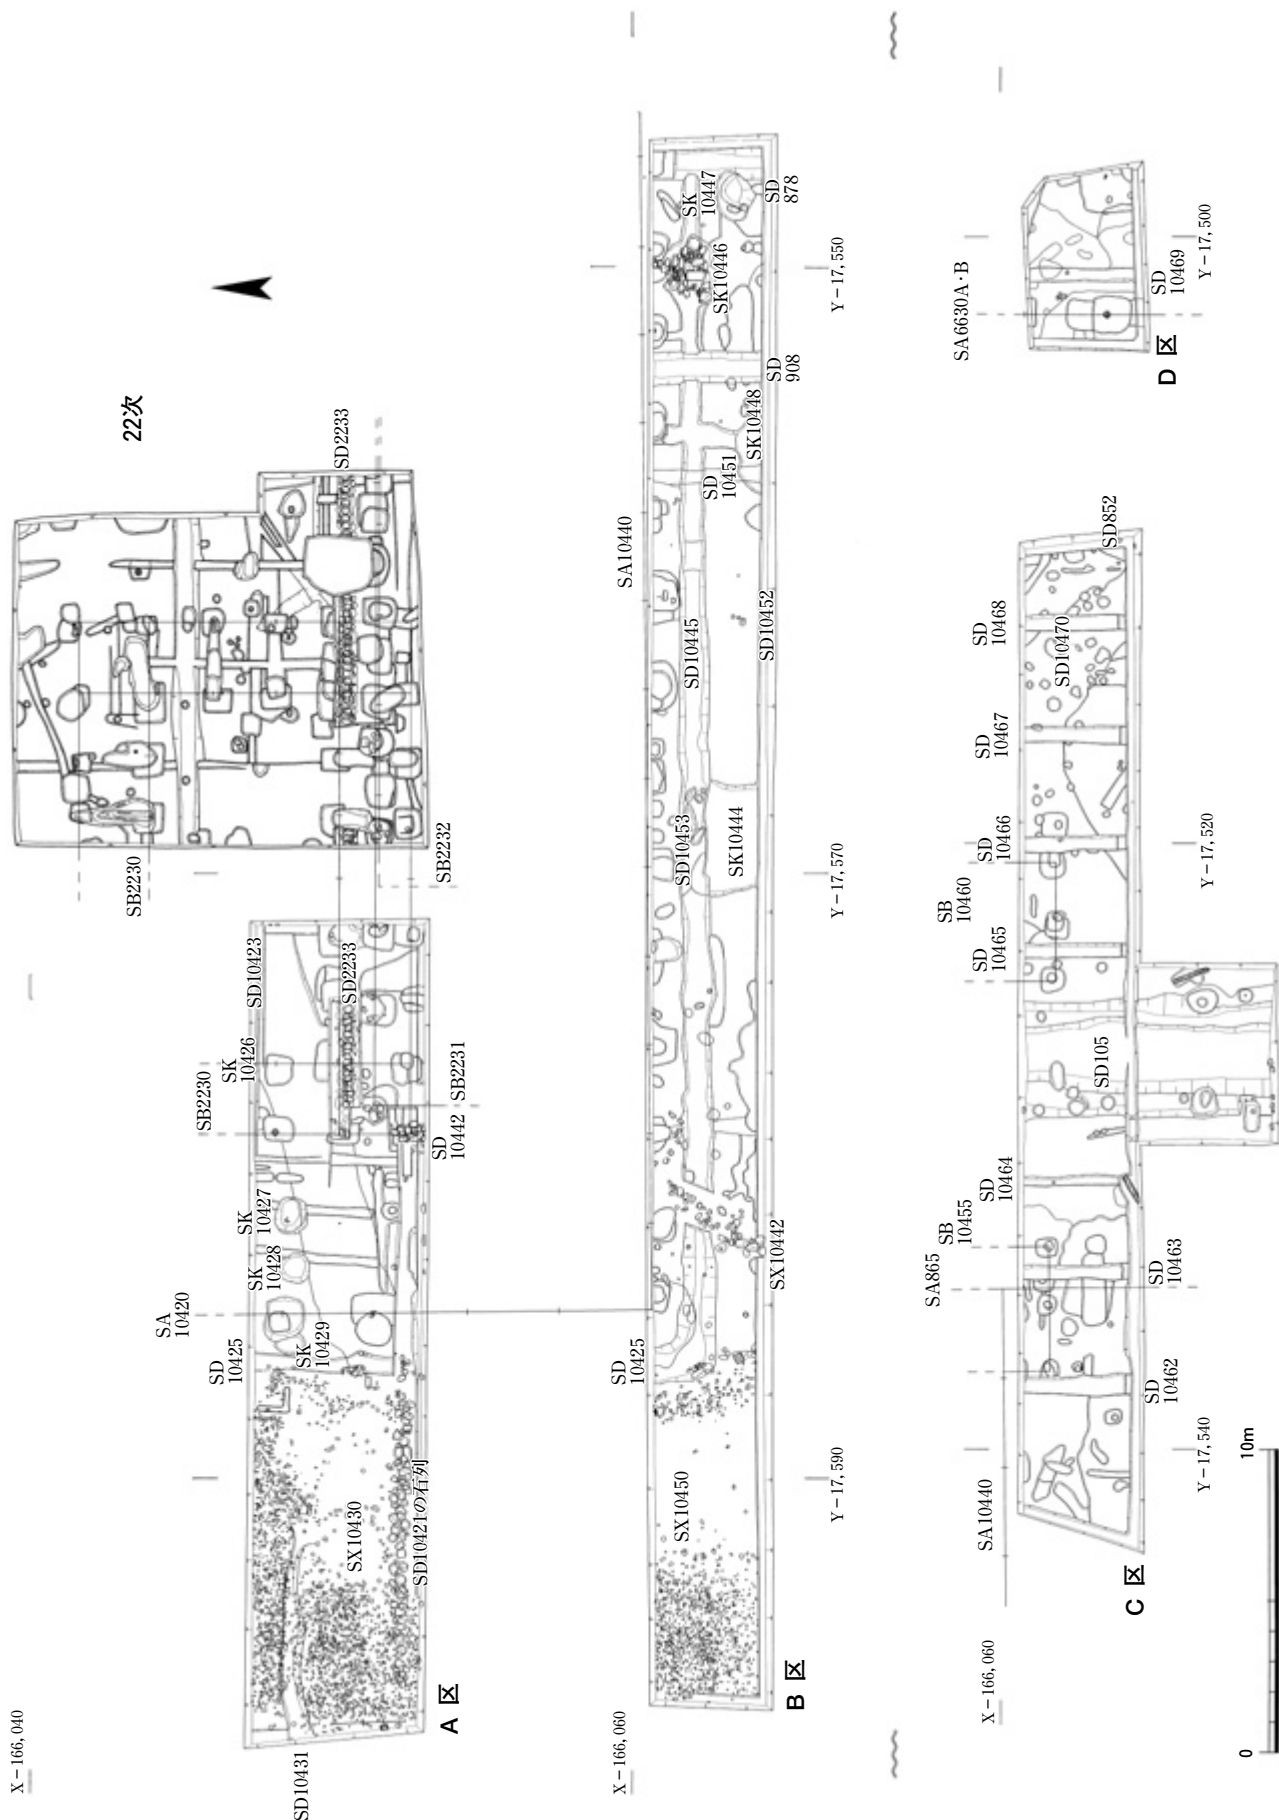 X－166,040
22次
SB2230
SD2233
SB2232
SD10423
SD2233
SK
10426
SB2230
SB2231
SD
10442
SK
10427
SK
10428
SA
10420
SK
10429
SD
10425
SX10430
SD10421の石列
SD10431
A 区
X－166,060
SA10440
SK
10447
SD
878
SK10446
Y－17,550
SD
908
SK10448
SD
10451
SD10445
SD10452
SD10453
SK10444
Y－17,570
SX10442
SD
10425
SX10450
Y－17,590
B 区
X－166,060
SA10440
SA865
SB
10455
SD
10464
SD
10463
SD
10462
Y－17,540
SD105
SD
10465
SB
10460
SD
10466
Y－17,520
SD
10467
SD10470
SD
10468
SD852
C 区
SA6630A・B
SD
10469
Y－17,500
D 区
0
10m